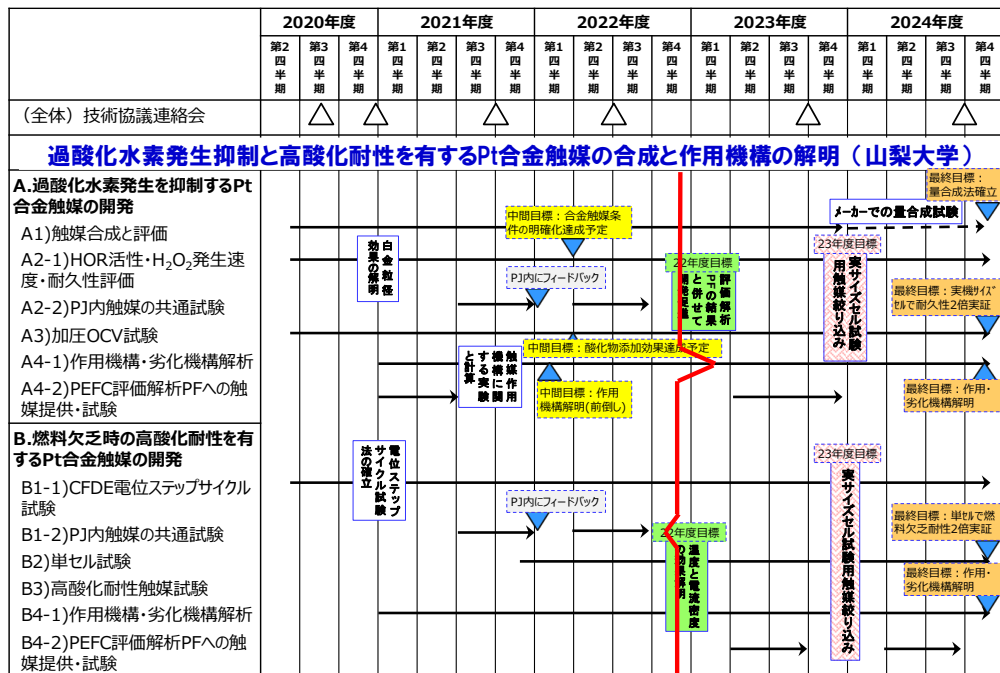 2020年度 2021年度 2022年度 2023年度 2024年度
第2四半期 第3四半期 第4四半期 第1四半期 第2四半期 第3四半期 第4四半期 第1四半期 第2四半期 第4四半期 第1四半期 第2四半期 第3四半期 第4四半期 第2四半期 第3四半期 第4四半期
（全体）技術協議連絡会
過酸化水素発生抑制と高酸化耐性を有するPt合金触媒の合成と作用機構の解明（山梨大学）
A.過酸化水素発生を抑制するPt
合金触媒の開発
A1)触媒合成と評価
A2-1)HOR活性・H₂O₂発生速
度・耐久性評価
A2-2)PJ内触媒の共通試験
A3)加圧OCV試験
A4-1)作用機構・劣化機構解析
A4-2)PEFC評価解析PFへの触
媒提供・試験
白金粒径
効果の解明
中間目標：合金触媒条
件の明確化達成予定
PJ内にフィードバック
触媒作用
機構に関
する実験
と計算
中間目標：酸化物添加効果達成予定
中間目標：作用
機構解明(前倒し)
22年度目標
評価解析
PFの結果
と併せて
開発促進
メーカーでの量合成試験
23年度目標
実サイズセル試験
用触媒絞り込み
最終目標：
量合成法確立
最終目標：実機ｻｲｽﾞ
ｾﾙで耐久性2倍実証
最終目標：作用・
劣化機構解明
B.燃料欠乏時の高酸化耐性を有
するPt合金触媒の開発
B1-1)CFDE電位ステップサイクル
試験
B1-2)PJ内触媒の共通試験
B2)単セル試験
B3)高酸化耐性触媒試験
B4-1)作用機構・劣化機構解析
B4-2)PEFC評価解析PFへの触
媒提供・試験
電位ステップ
サイクル試験
法の確立
PJ内にフィードバック
22年度目標
温度と電流密度
の効果解明
23年度目標
実サイズセル試験用触媒絞り込み
最終目標：単ｾﾙで燃
料欠乏耐性2倍実証
最終目標：作用・
劣化機構解明